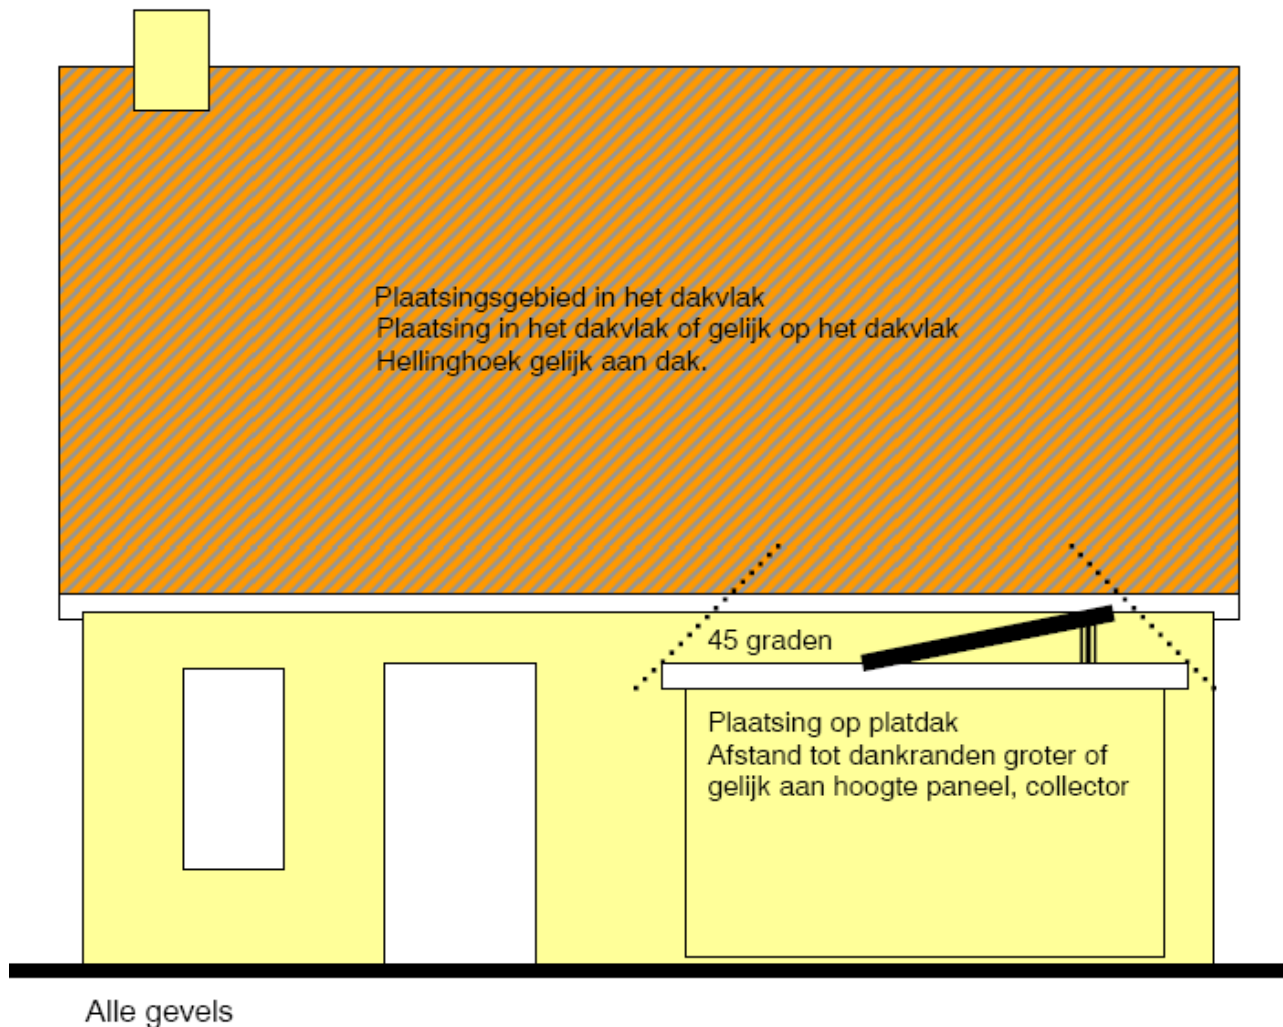 Plaatsingsgebied in het dakvlak
Plaatsing in het dakvlak of gelijk op het dakvlak
Hellinghoek gelijk aan dak.
45 graden
Plaatsing op platdak
Afstand tot dankranden groter of
gelijk aan hoogte paneel, collector
Alle gevels